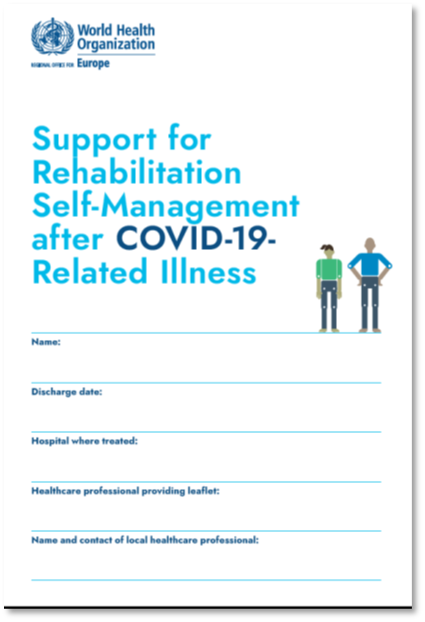 World Health
Organization
REGIONAL OFFICE FOR Europe
Support for
Rehabilitation
Self-Management
after COVID-19-
Related Illness
Name:
Discharge date:
Hospital where treated:
Healthcare professional providing leaflet:
Name and contact of local healthcare professional: